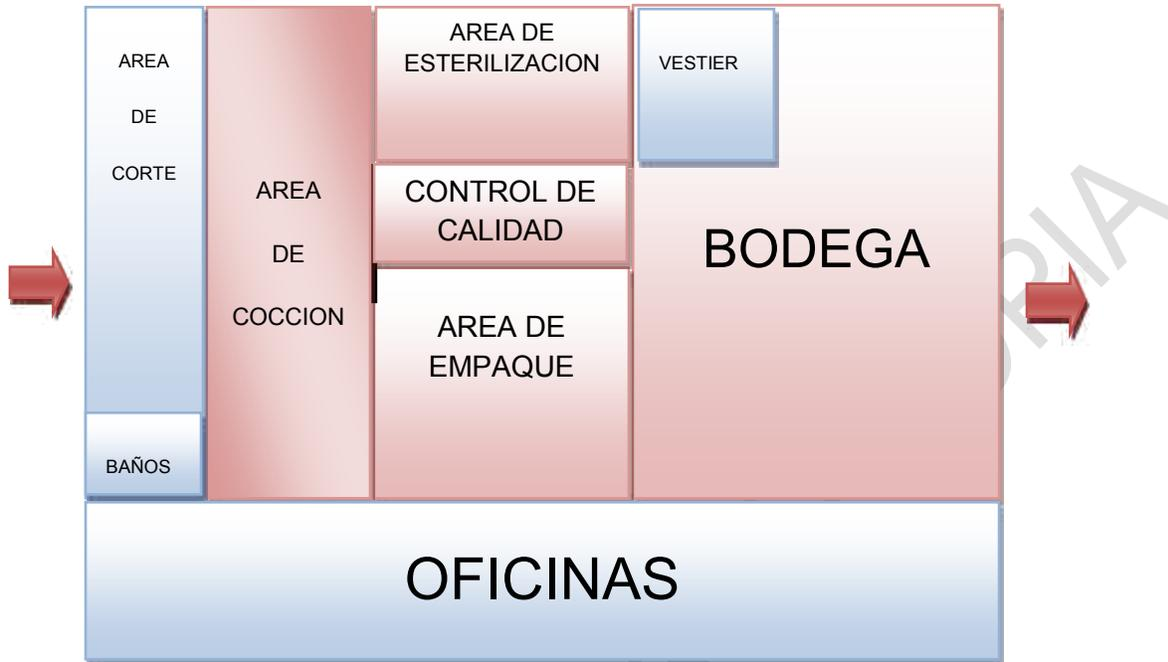 AREA
DE
CORTE
BAÑOS
AREA
DE
COCCION
AREA DE
ESTERILIZACION
CONTROL DE
CALIDAD
AREA DE
EMPAQUE
VESTIER
BODEGA
OFICINAS